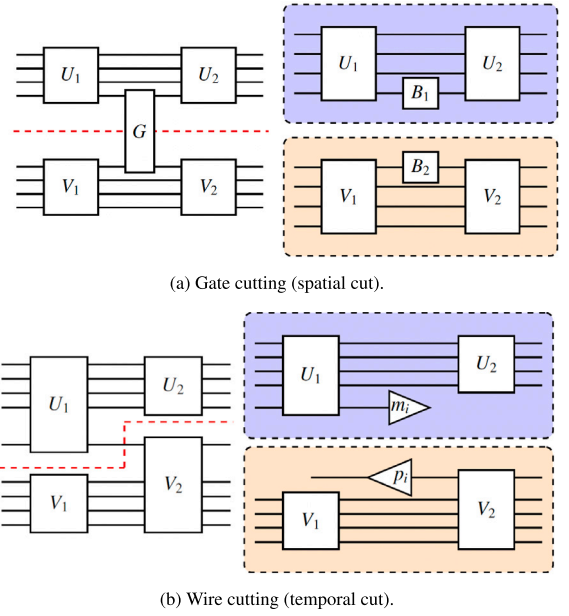 U₁ U₂
G
V₁ V₂
U₁ U₂
B₁
B₂
V₁ V₂
(a) Gate cutting (spatial cut).
U₁ U₂
V₁ V₂
U₁ U₂
mᵢ
pᵢ
V₁ V₂
(b) Wire cutting (temporal cut).